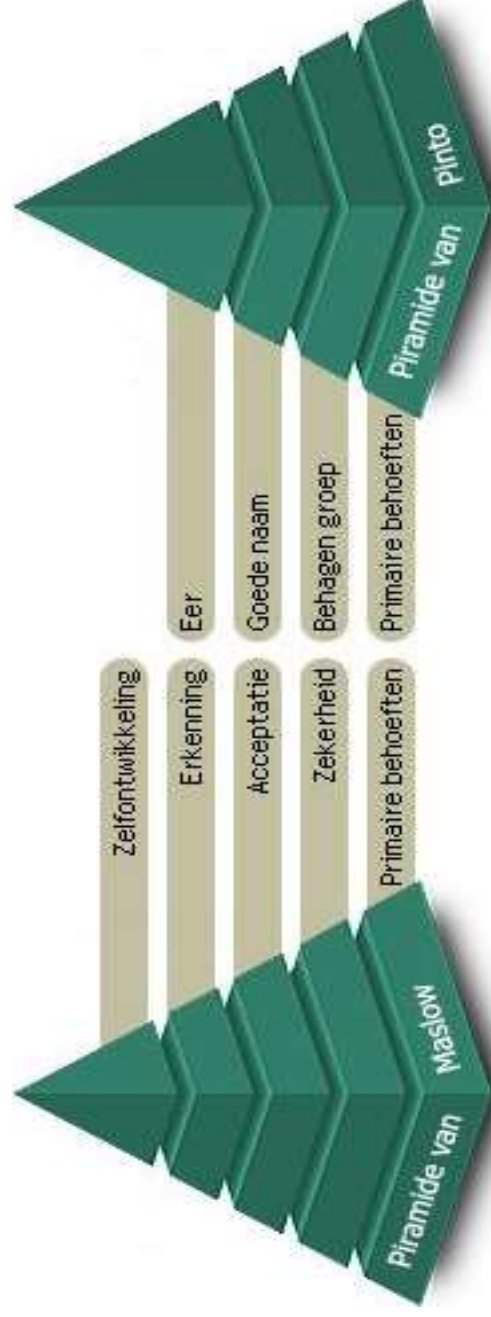 Zelfontwikkeling
Erkenning
Eer
Acceptatie
Goede naam
Zekerheid
Behagen groep
Primaire behoeften
Primaire behoeften
Piramide van Maslow
Piramide van Pinto